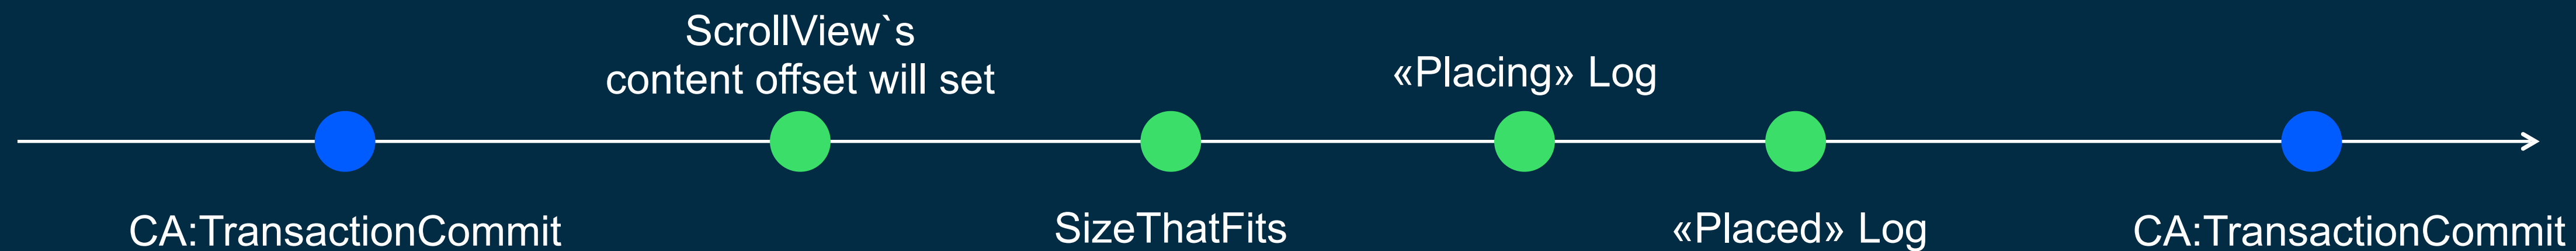 ScrollView`s
content offset will set
«Placing» Log
CA:TransactionCommit
SizeThatFits
«Placed» Log
CA:TransactionCommit